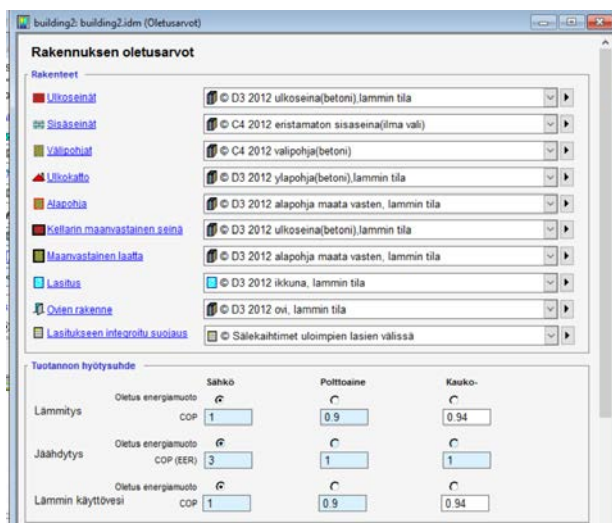 building2: building2.idm (Oletusarvot)
Rakennuksen oletusarvot
Rakenteet
Ulkoseinät © D3 2012 ulkoseina(betoni),lammin tila
Sisäseinät © C4 2012 eristamaton sisaseina(ilma vali)
Välipohjat © C4 2012 valipohja(betoni)
Ulkokatto © D3 2012 ylapohja(betoni),lammin tila
Alapohja © D3 2012 alapohja maata vasten, lammin tila
Kellarin maanvastainen seinä © D3 2012 ulkoseina(betoni),lammin tila
Maanvastainen laatta © D3 2012 alapohja maata vasten, lammin tila
Lasitus © D3 2012 ikkuna, lammin tila
Ovien rakenne © D3 2012 ovi, lammin tila
Lasitukseen integroitu suojaus © Sälekaihtimet uloimpien lasien välissä
Tuotannon hyötysuhde
Sähkö Polttoaine Kauko-
Oletus energiamuoto
Lämmitys COP 1 0.9 0.94
Oletus energiamuoto
Jäähdytys COP (EER) 3 1 1
Oletus energiamuoto
Lämmin käyttövesi COP 1 0.9 0.94